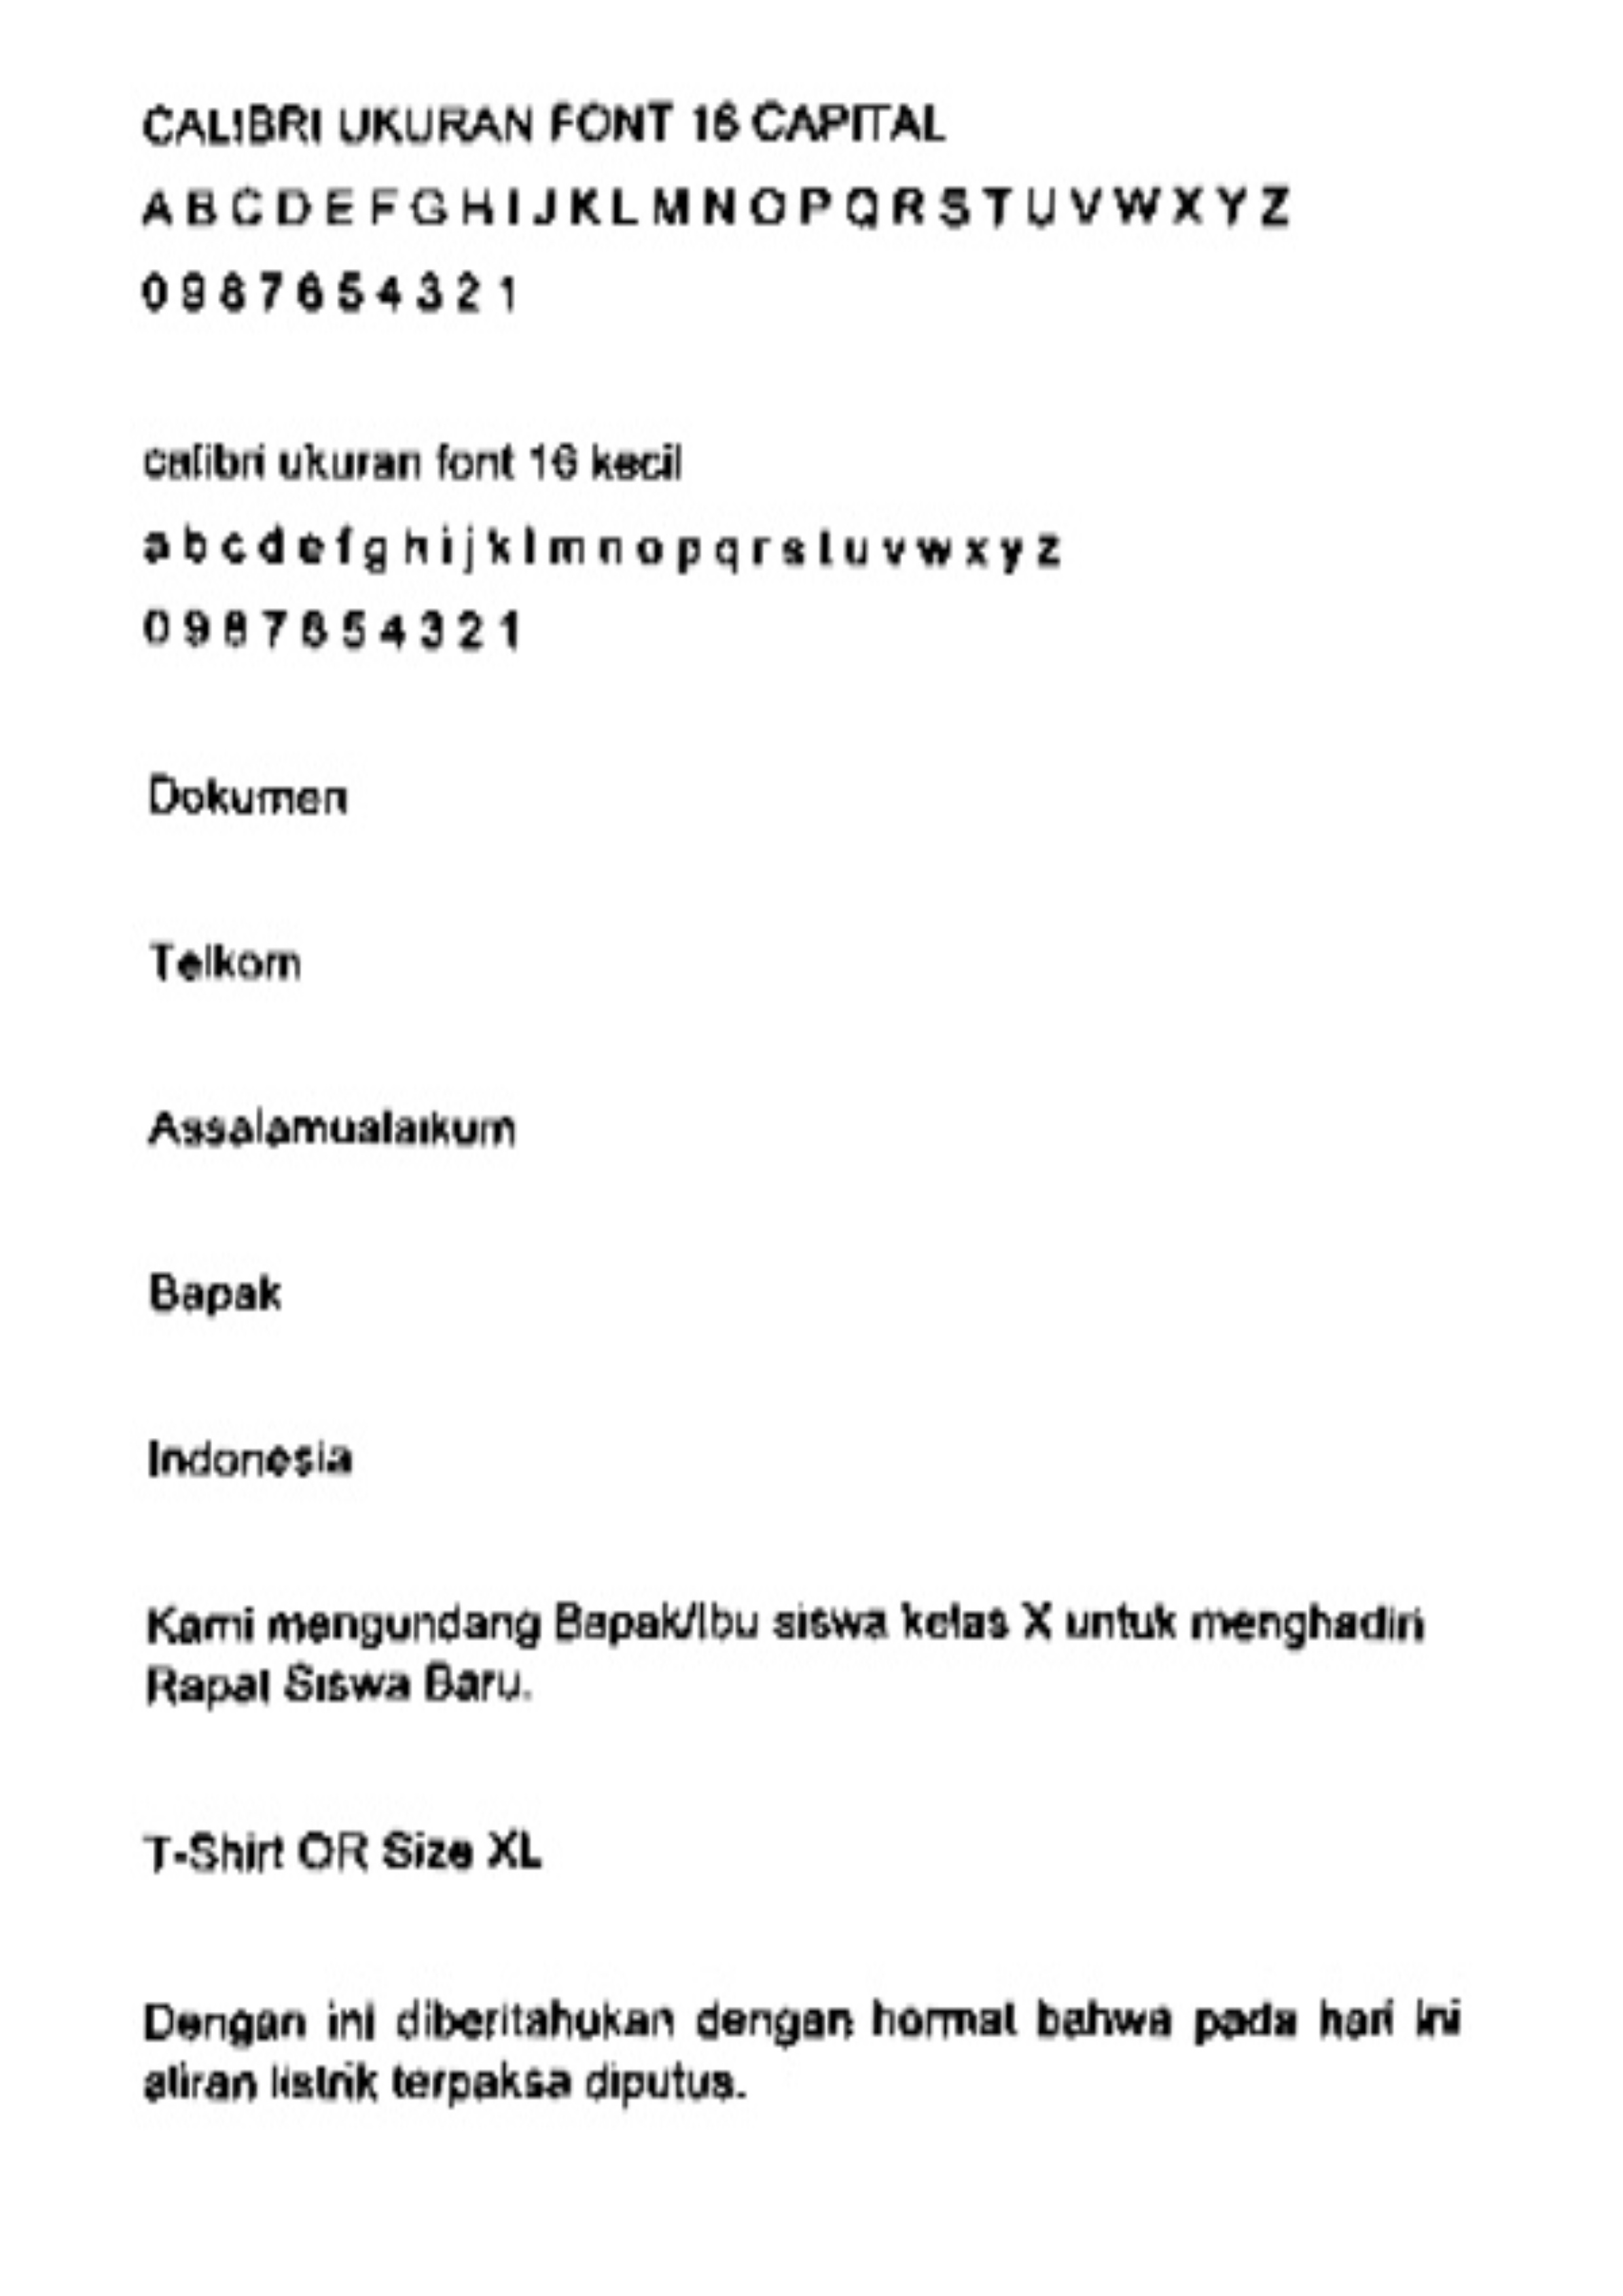 CALIBRI UKURAN FONT 16 CAPITAL
A B C D E F G H I J K L M N O P Q R S T U V W X Y Z
0 9 8 7 6 5 4 3 2 1
calibri ukuran font 16 kecil
a b c d e f g h i j k l m n o p q r s t u v w x y z
0 9 8 7 6 5 4 3 2 1
Dokumen
Telkom
Assalamualaikum
Bapak
Indonesia
Kami mengundang Bapak/Ibu siswa kelas X untuk menghadiri
Rapat Siswa Baru.
T-Shirt OR Size XL
Dengan ini diberitahukan dengan hormat bahwa pada hari ini
aliran listrik terpaksa diputus.